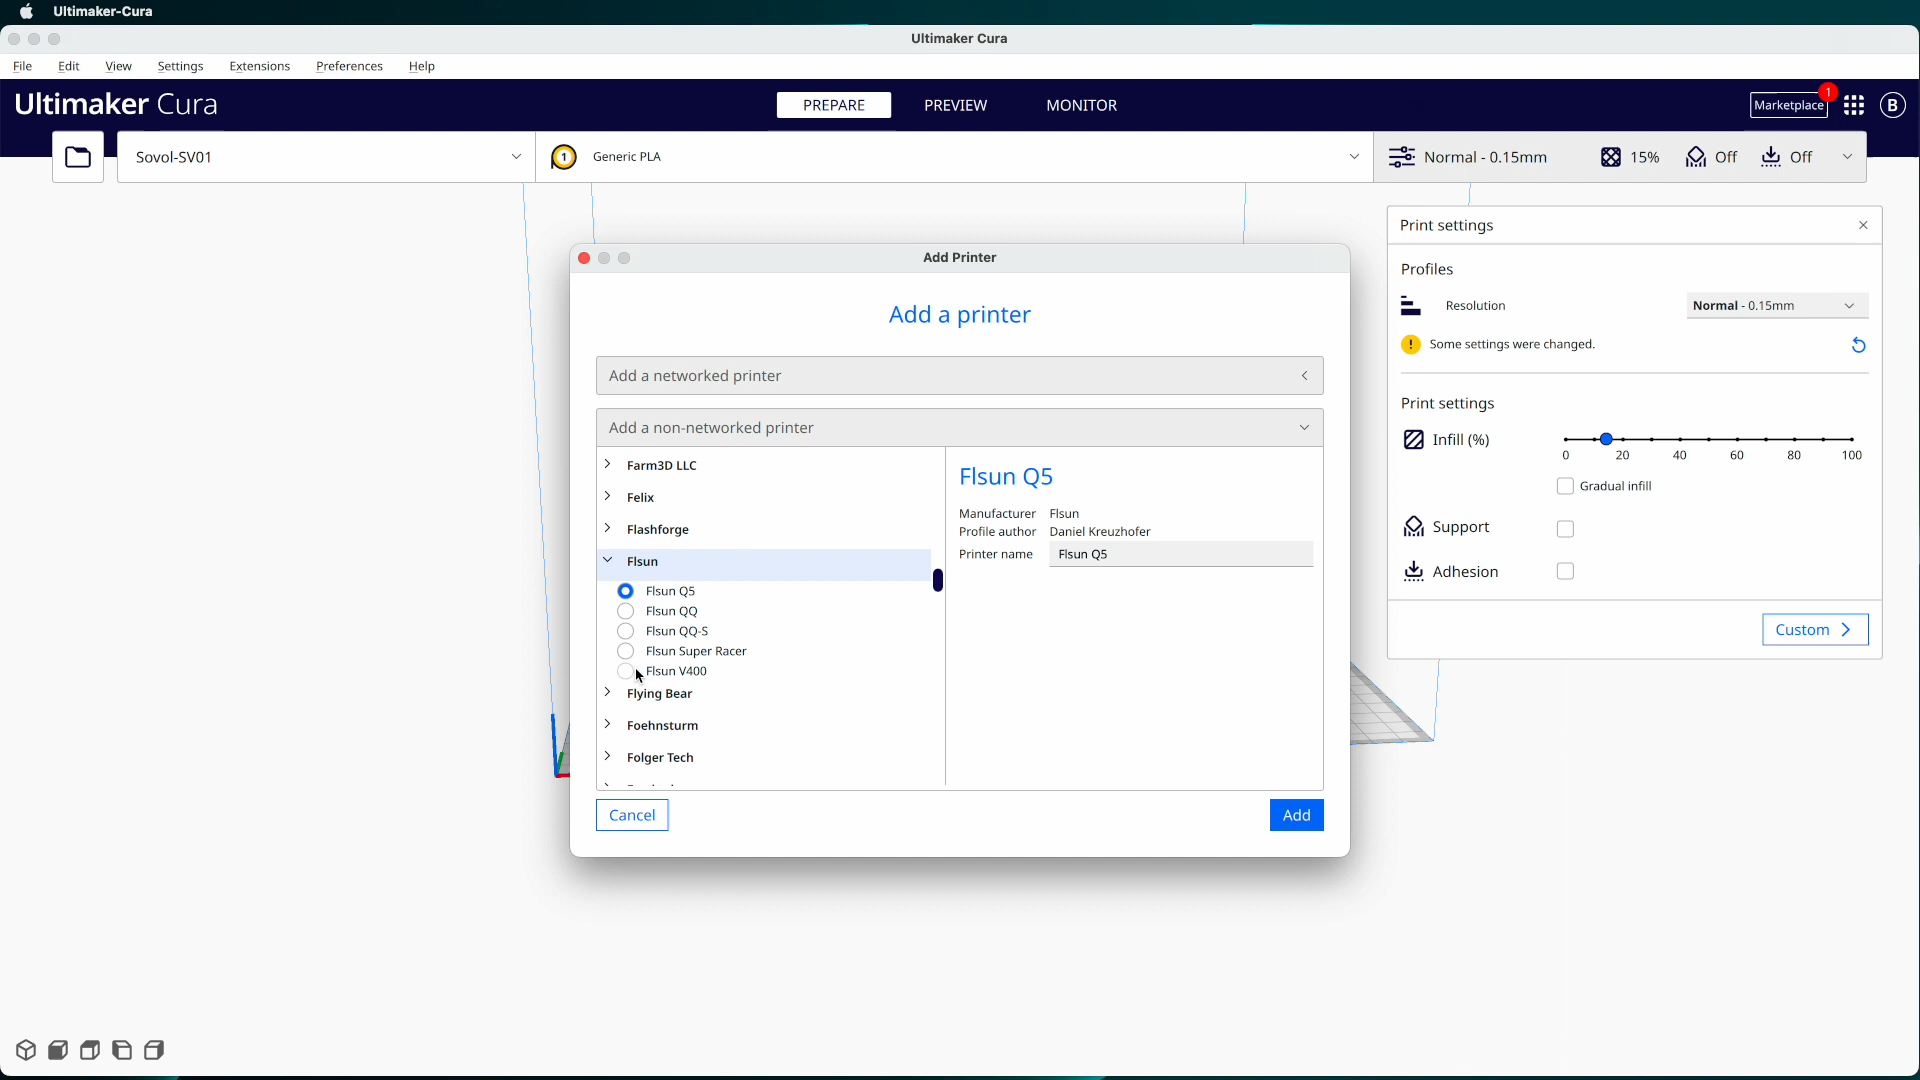 Ultimaker-Cura
Ultimaker Cura
File Edit View Settings Extensions Preferences Help
Ultimaker Cura
PREPARE PREVIEW MONITOR
Marketplace 1 B
Sovol-SV01
1 Generic PLA
Normal - 0.15mm 15% Off Off
Print settings
Profiles
Resolution Normal - 0.15mm
! Some settings were changed.
Print settings
Infill (%)
0 20 40 60 80 100
Gradual infill
Support
Adhesion
Custom
Add Printer
Add a printer
Add a networked printer
Add a non-networked printer
Farm3D LLC
Felix
Flashforge
Flsun
Flsun Q5
Flsun QQ
Flsun QQ-S
Flsun Super Racer
Flsun V400
Flying Bear
Foehnsturm
Folger Tech
Flsun Q5
Manufacturer Flsun
Profile author Daniel Kreuzhofer
Printer name Flsun Q5
Cancel
Add